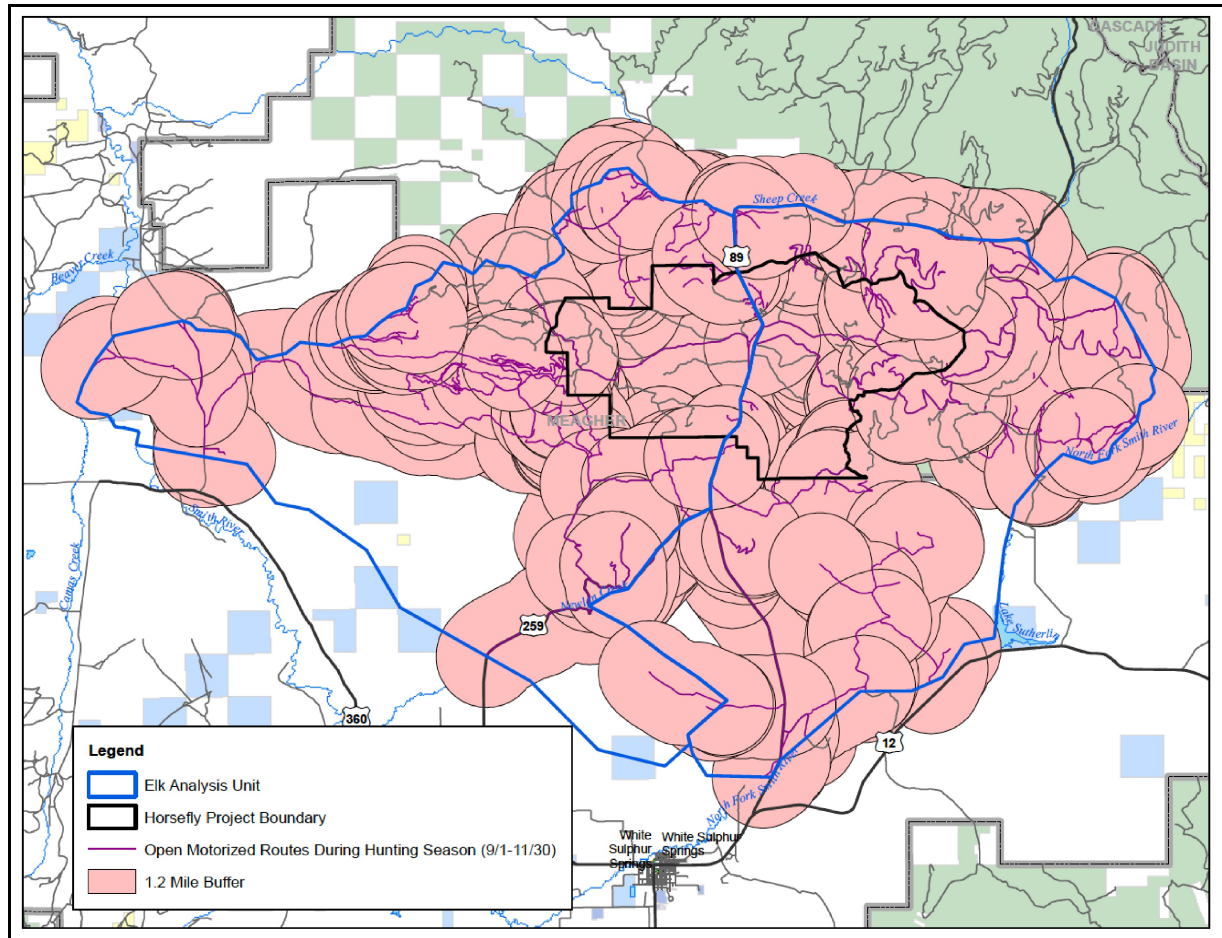 CASCADE
JUDITH
BASIN
Sheep Creek
Beaver Creek
89
MEAGHER
North Fork Smith River
Smith River
Camas Creek
Newlan Creek
259
Lake Sutherlin
360
12
North Fork Smith River
White
Sulphur
Springs
White Sulphur
Springs
Legend
Elk Analysis Unit
Horsefly Project Boundary
Open Motorized Routes During Hunting Season (9/1-11/30)
1.2 Mile Buffer